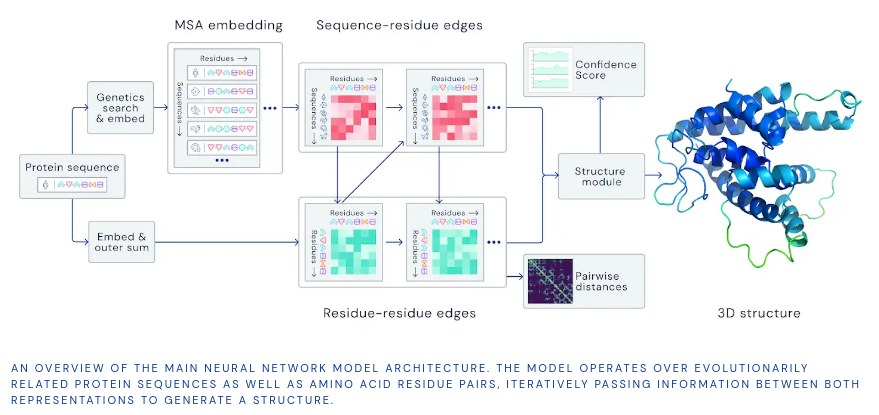 MSA embedding
Sequence-residue edges
Residues
Sequences
Residues
Sequences
Residues
Sequences
Confidence
Score
Genetics
search
& embed
Protein sequence
Structure
module
Embed &
outer sum
Residues
Residues
Residues
Residues
Pairwise
distances
Residue-residue edges
3D structure
AN OVERVIEW OF THE MAIN NEURAL NETWORK MODEL ARCHITECTURE. THE MODEL OPERATES OVER EVOLUTIONARILY
RELATED PROTEIN SEQUENCES AS WELL AS AMINO ACID RESIDUE PAIRS, ITERATIVELY PASSING INFORMATION BETWEEN BOTH
REPRESENTATIONS TO GENERATE A STRUCTURE.